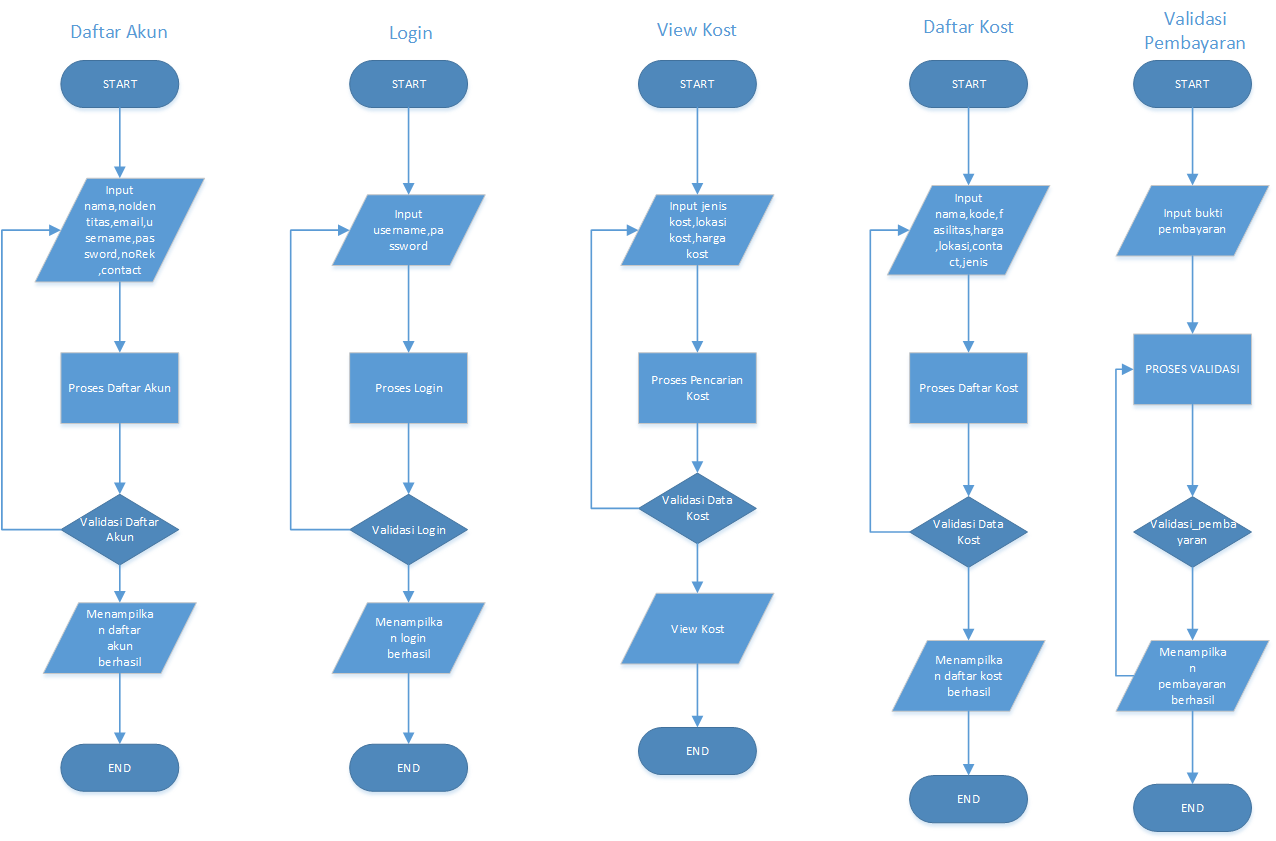 Daftar Akun
START
Input
nama,noIden
titas,email,u
sername,pas
sword,noRek
,contact
Proses Daftar Akun
Validasi Daftar
Akun
Menampilka
n daftar
akun
berhasil
END
Login
START
Input
username,pa
ssword
Proses Login
Validasi Login
Menampilka
n login
berhasil
END
View Kost
START
Input jenis
kost,lokasi
kost,harga
kost
Proses Pencarian
Kost
Validasi Data
Kost
View Kost
END
Daftar Kost
START
Input
nama,kode,f
asilitas,harga
,lokasi,conta
ct,jenis
Proses Daftar Kost
Validasi Data
Kost
Menampilka
n daftar kost
berhasil
END
Validasi
Pembayaran
START
Input bukti
pembayaran
PROSES VALIDASI
Validasi_pemba
yaran
Menampilka
n
pembayaran
berhasil
END